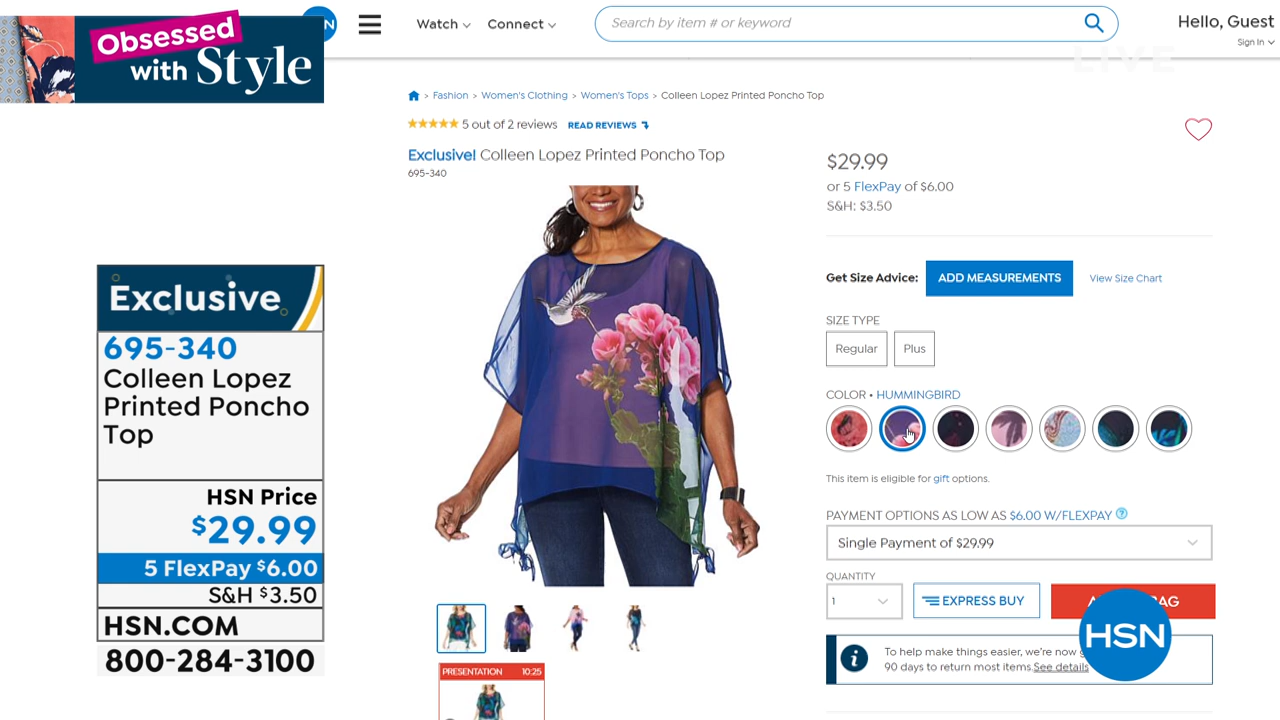 Obsessed
with Style
Watch
Connect
Search by item # or keyword
Hello, Guest
Sign In
LIVE
> Fashion > Women's Clothing > Women's Tops > Colleen Lopez Printed Poncho Top
5 out of 2 reviews READ REVIEWS
Exclusive! Colleen Lopez Printed Poncho Top
695-340
$29.99
or 5 FlexPay of $6.00
S&H: $3.50
Get Size Advice: ADD MEASUREMENTS View Size Chart
SIZE TYPE
Regular Plus
COLOR • HUMMINGBIRD
This item is eligible for gift options.
PAYMENT OPTIONS AS LOW AS $6.00 W/FLEXPAY ?
Single Payment of $29.99
QUANTITY
1
EXPRESS BUY
HSN
To help make things easier, we're now
90 days to return most items. See details
PRESENTATION 10:25
Exclusive
695-340
Colleen Lopez
Printed Poncho
Top
HSN Price
$29.99
5 FlexPay $6.00
S&H $3.50
HSN.COM
800-284-3100